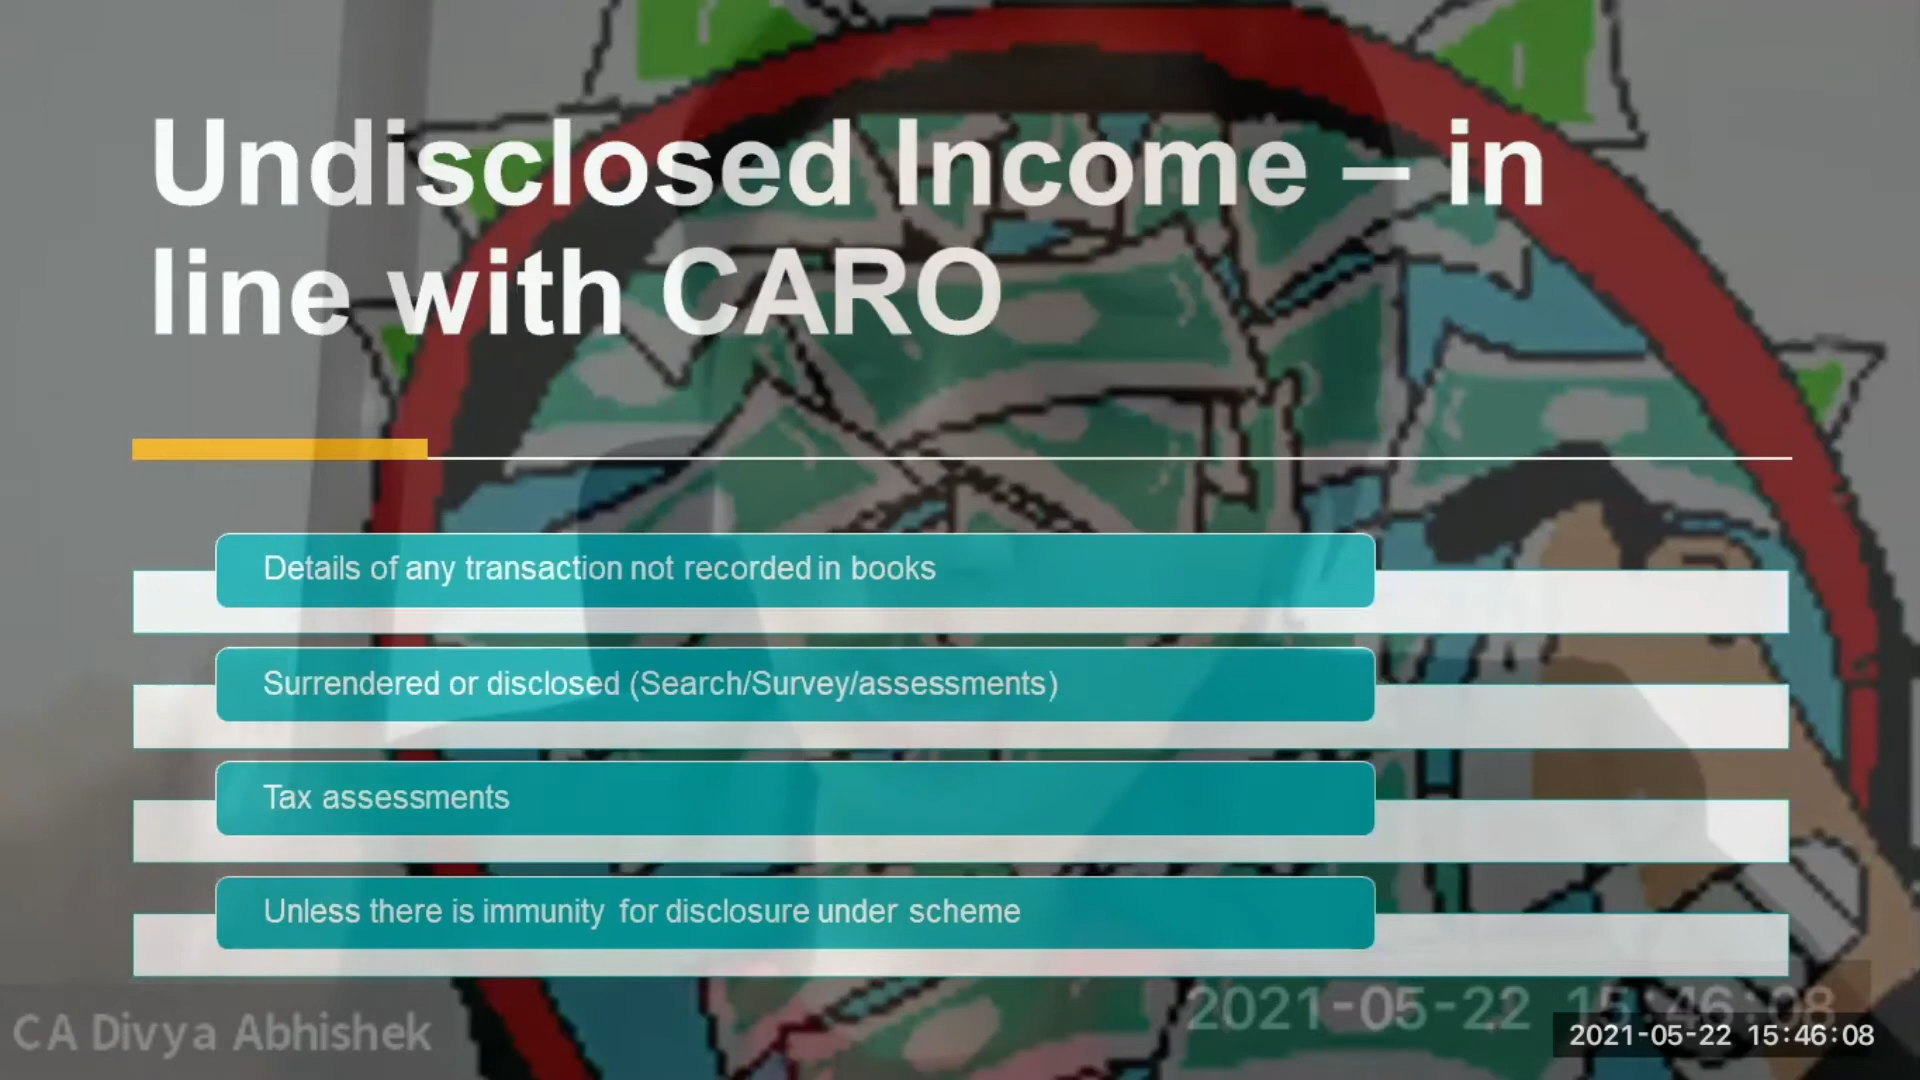 Undisclosed Income – in
line with CARO
Details of any transaction not recorded in books
Surrendered or disclosed (Search/Survey/assessments)
Tax assessments
Unless there is immunity for disclosure under scheme
CA Divya Abhishek
2021-05-22 15:46:08
2021-05-22 15:46:08